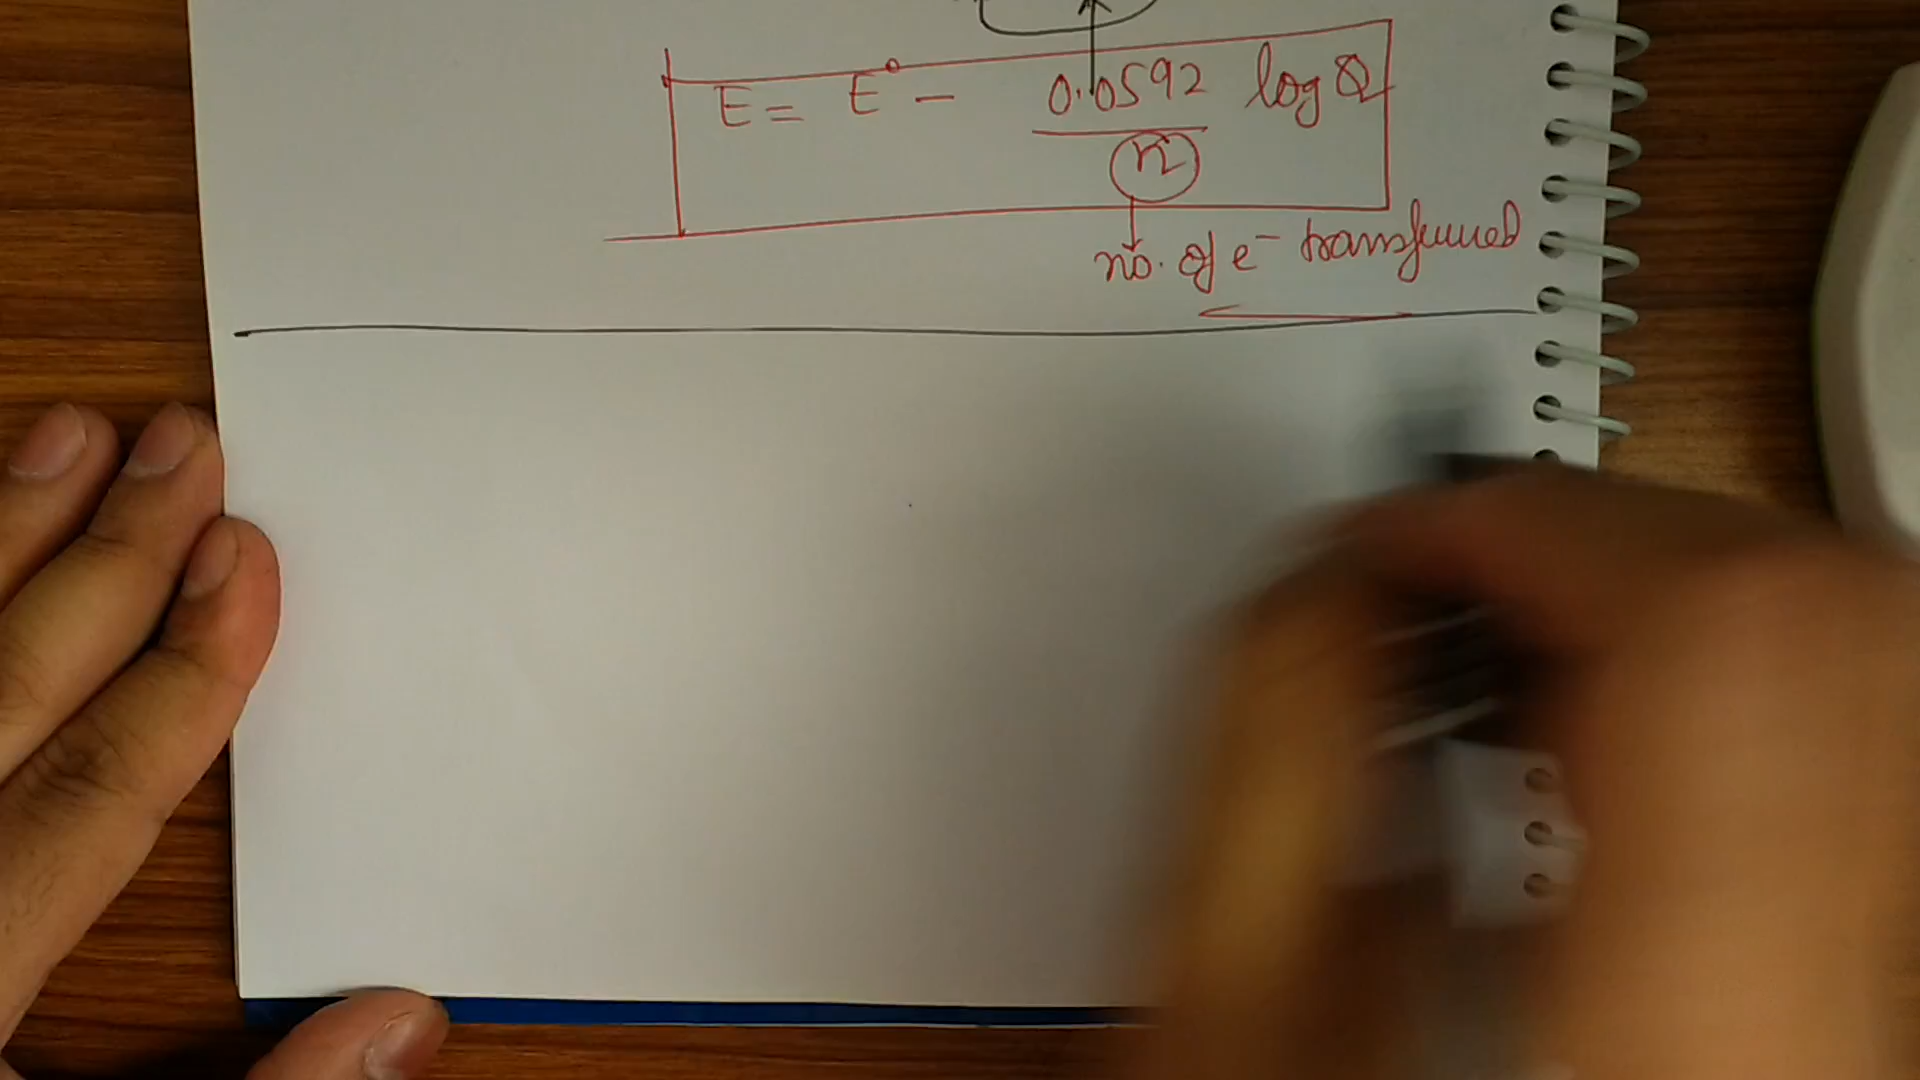 E = E° - 0.0592 / n log Q
no. of e⁻ transferred